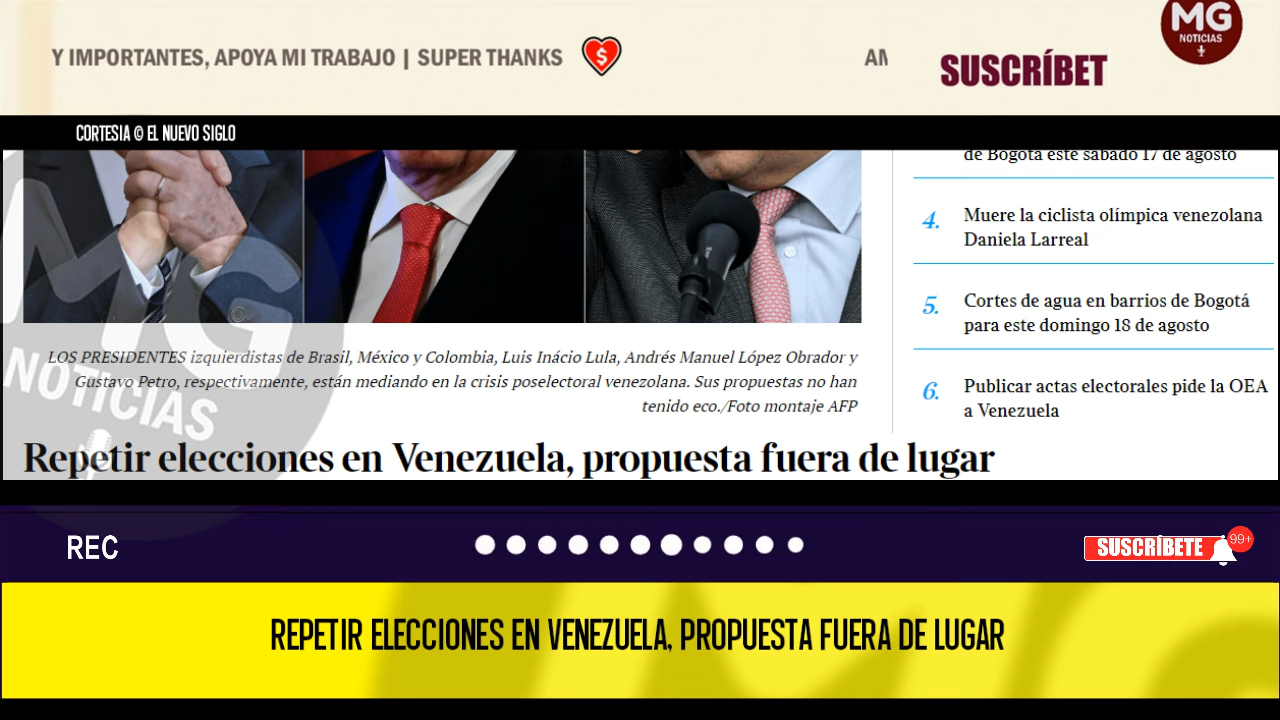 Y IMPORTANTES, APOYA MI TRABAJO | SUPER THANKS
SUSCRÍBET
MG
NOTICIAS
CORTESIA © EL NUEVO SIGLO
de Bogotá este sábado 17 de agosto
4. Muere la ciclista olímpica venezolana
Daniela Larreal
5. Cortes de agua en barrios de Bogotá
para este domingo 18 de agosto
6. Publicar actas electorales pide la OEA
a Venezuela
LOS PRESIDENTES izquierdistas de Brasil, México y Colombia, Luis Inácio Lula, Andrés Manuel López Obrador y
Gustavo Petro, respectivamente, están mediando en la crisis poselectoral venezolana. Sus propuestas no han
tenido eco./Foto montaje AFP
MG
NOTICIAS
Repetir elecciones en Venezuela, propuesta fuera de lugar
REC
SUSCRÍBETE
99+
REPETIR ELECCIONES EN VENEZUELA, PROPUESTA FUERA DE LUGAR